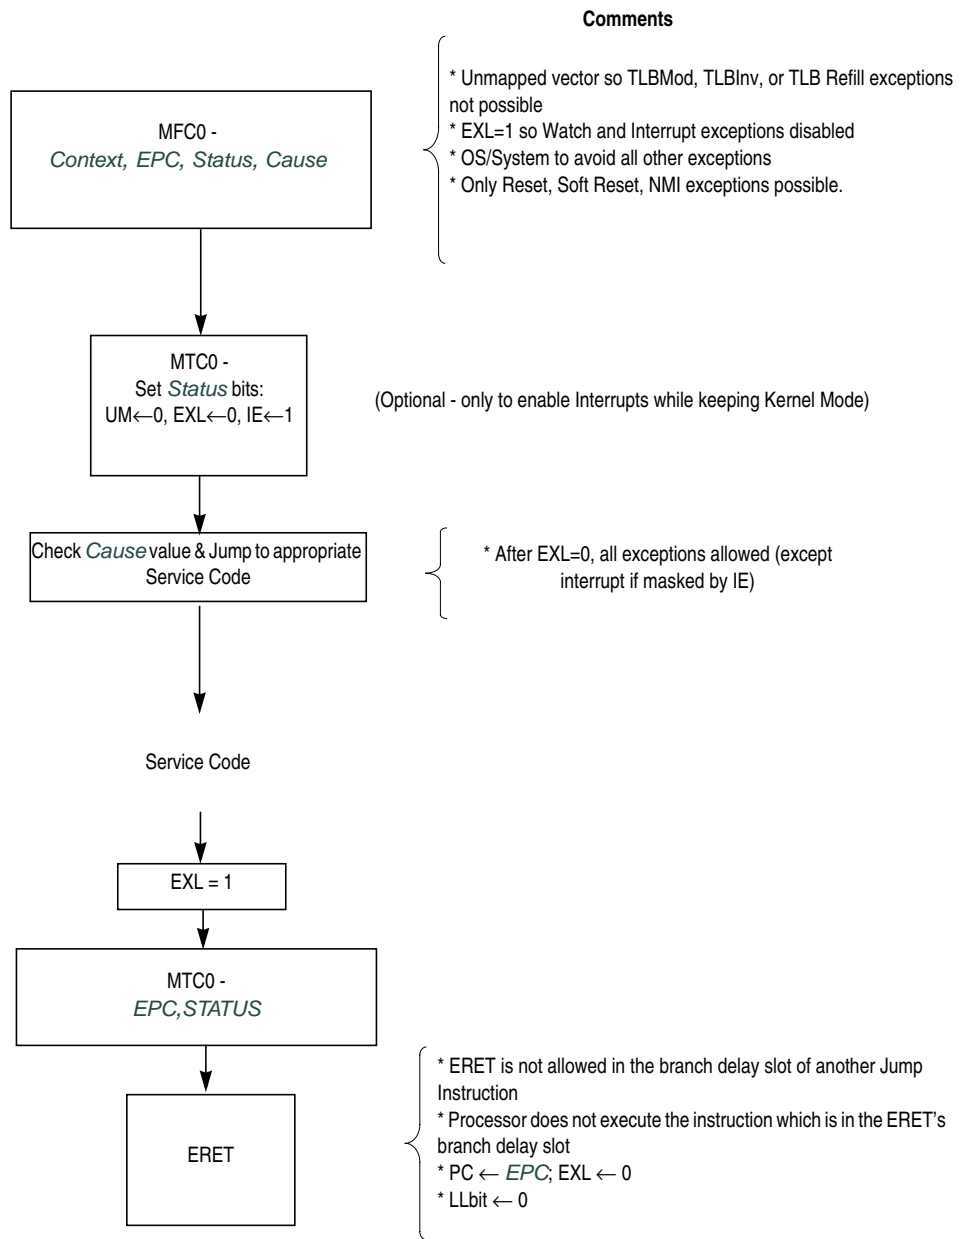 Comments
* Unmapped vector so TLBMod, TLBInv, or TLB Refill exceptions
not possible
* EXL=1 so Watch and Interrupt exceptions disabled
* OS/System to avoid all other exceptions
* Only Reset, Soft Reset, NMI exceptions possible.
MFC0 -
Context, EPC, Status, Cause
MTC0 -
Set Status bits:
UM←0, EXL←0, IE←1
(Optional - only to enable Interrupts while keeping Kernel Mode)
Check Cause value & Jump to appropriate
Service Code
* After EXL=0, all exceptions allowed (except
interrupt if masked by IE)
Service Code
EXL = 1
MTC0 -
EPC,STATUS
ERET
* ERET is not allowed in the branch delay slot of another Jump
Instruction
* Processor does not execute the instruction which is in the ERET's
branch delay slot
* PC ← EPC; EXL ← 0
* LLbit ← 0